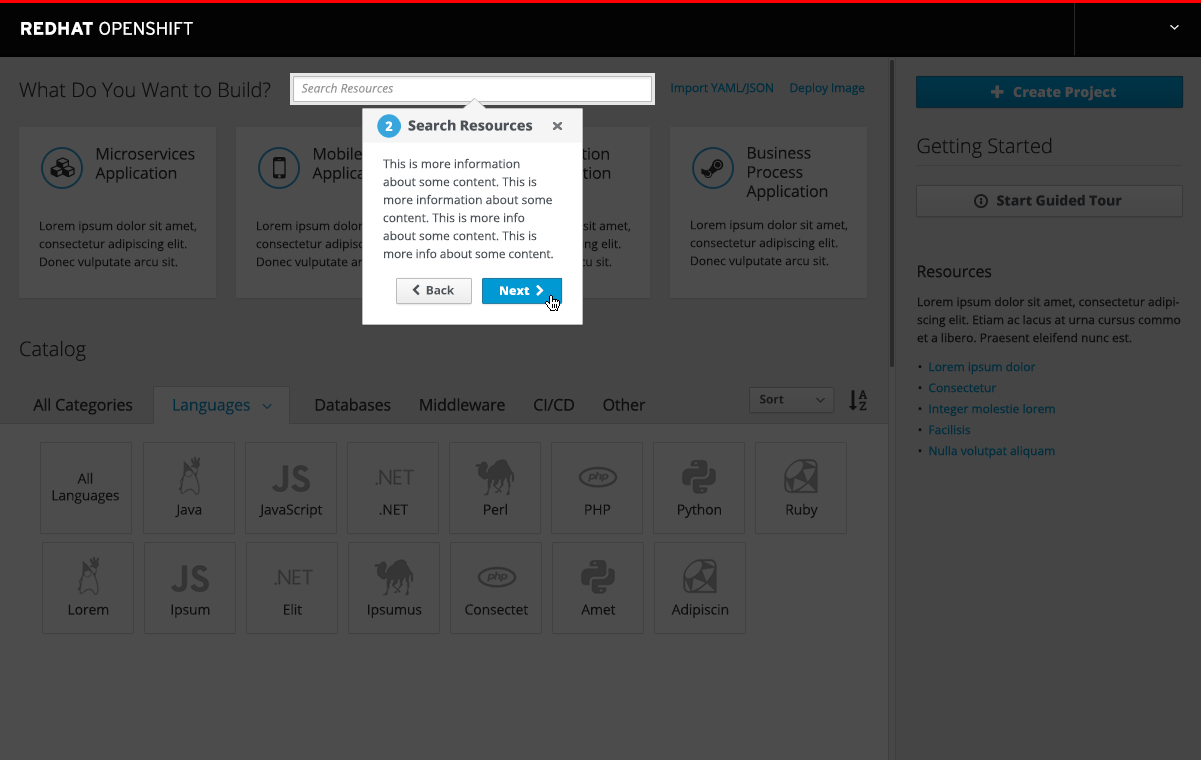 REDHAT OPENSHIFT
What Do You Want to Build?
Search Resources
Import YAML/JSON
Deploy Image
2 Search Resources
This is more information
about some content. This is
more information about some
content. This is more info
about some content. This is
more info about some content.
Back
Next
Microservices
Application
Lorem ipsum dolor sit amet,
consectetur adipiscing elit.
Donec vulputate arcu sit.
Mobile
Lorem ipsum dolor
consectetur
Donec vulputate
sit amet,
elit.
sit.
Business
Process
Application
Lorem ipsum dolor sit amet,
consectetur adipiscing elit.
Donec vulputate arcu sit.
Catalog
All Categories
Languages
Databases
Middleware
CI/CD
Other
Sort
A
Z
All
Languages
Java
JS
JavaScript
.NET
.NET
Perl
php
PHP
Python
Ruby
Lorem
JS
Ipsum
.NET
Elit
Ipsumus
php
Consectet
Amet
Adipiscin
Create Project
Getting Started
Start Guided Tour
Resources
Lorem ipsum dolor sit amet, consectetur adipi-
scing elit. Etiam ac lacus at urna cursus commo
et a libero. Praesent eleifend nunc est.
• Lorem ipsum dolor
• Consectetur
• Integer molestie lorem
• Facilisis
• Nulla volutpat aliquam